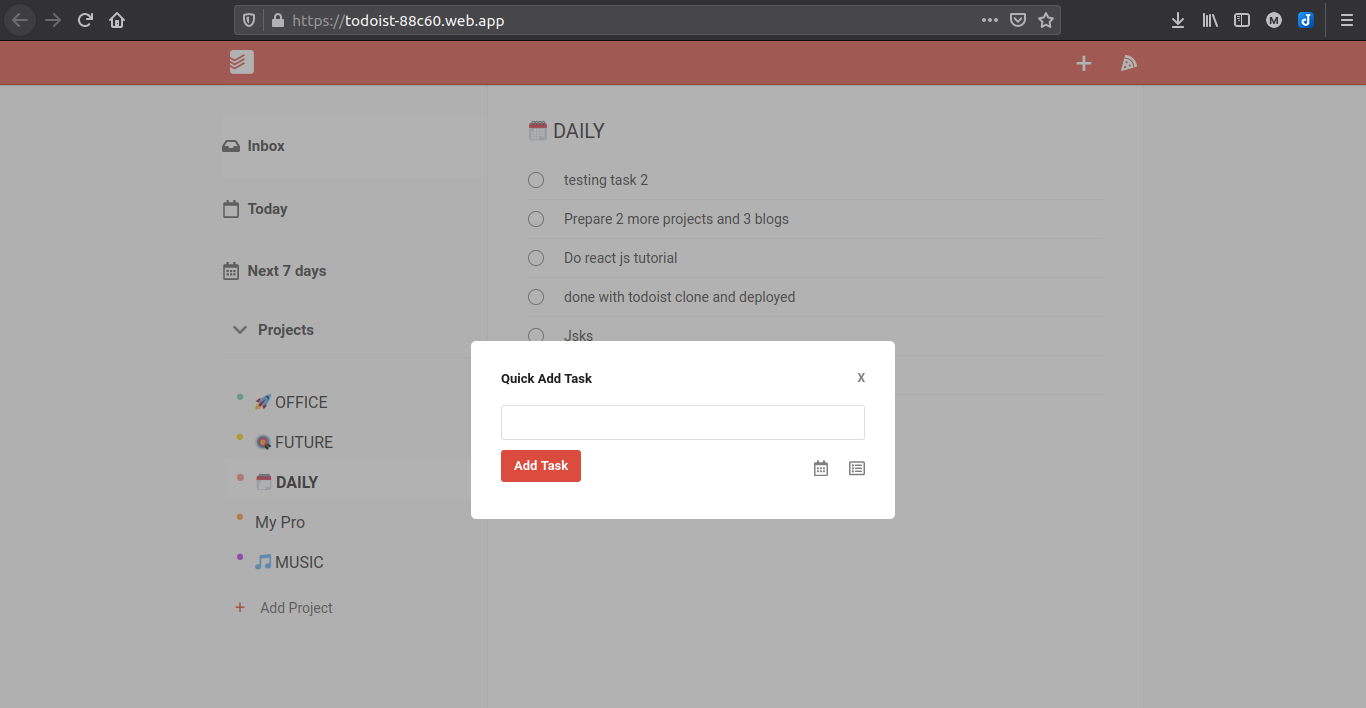 https://todoist-88c60.web.app
M
Inbox
Today
Next 7 days
Projects
OFFICE
FUTURE
DAILY
My Pro
MUSIC
+ Add Project
DAILY
testing task 2
Prepare 2 more projects and 3 blogs
Do react js tutorial
done with todoist clone and deployed
Jsks
Quick Add Task
X
Add Task